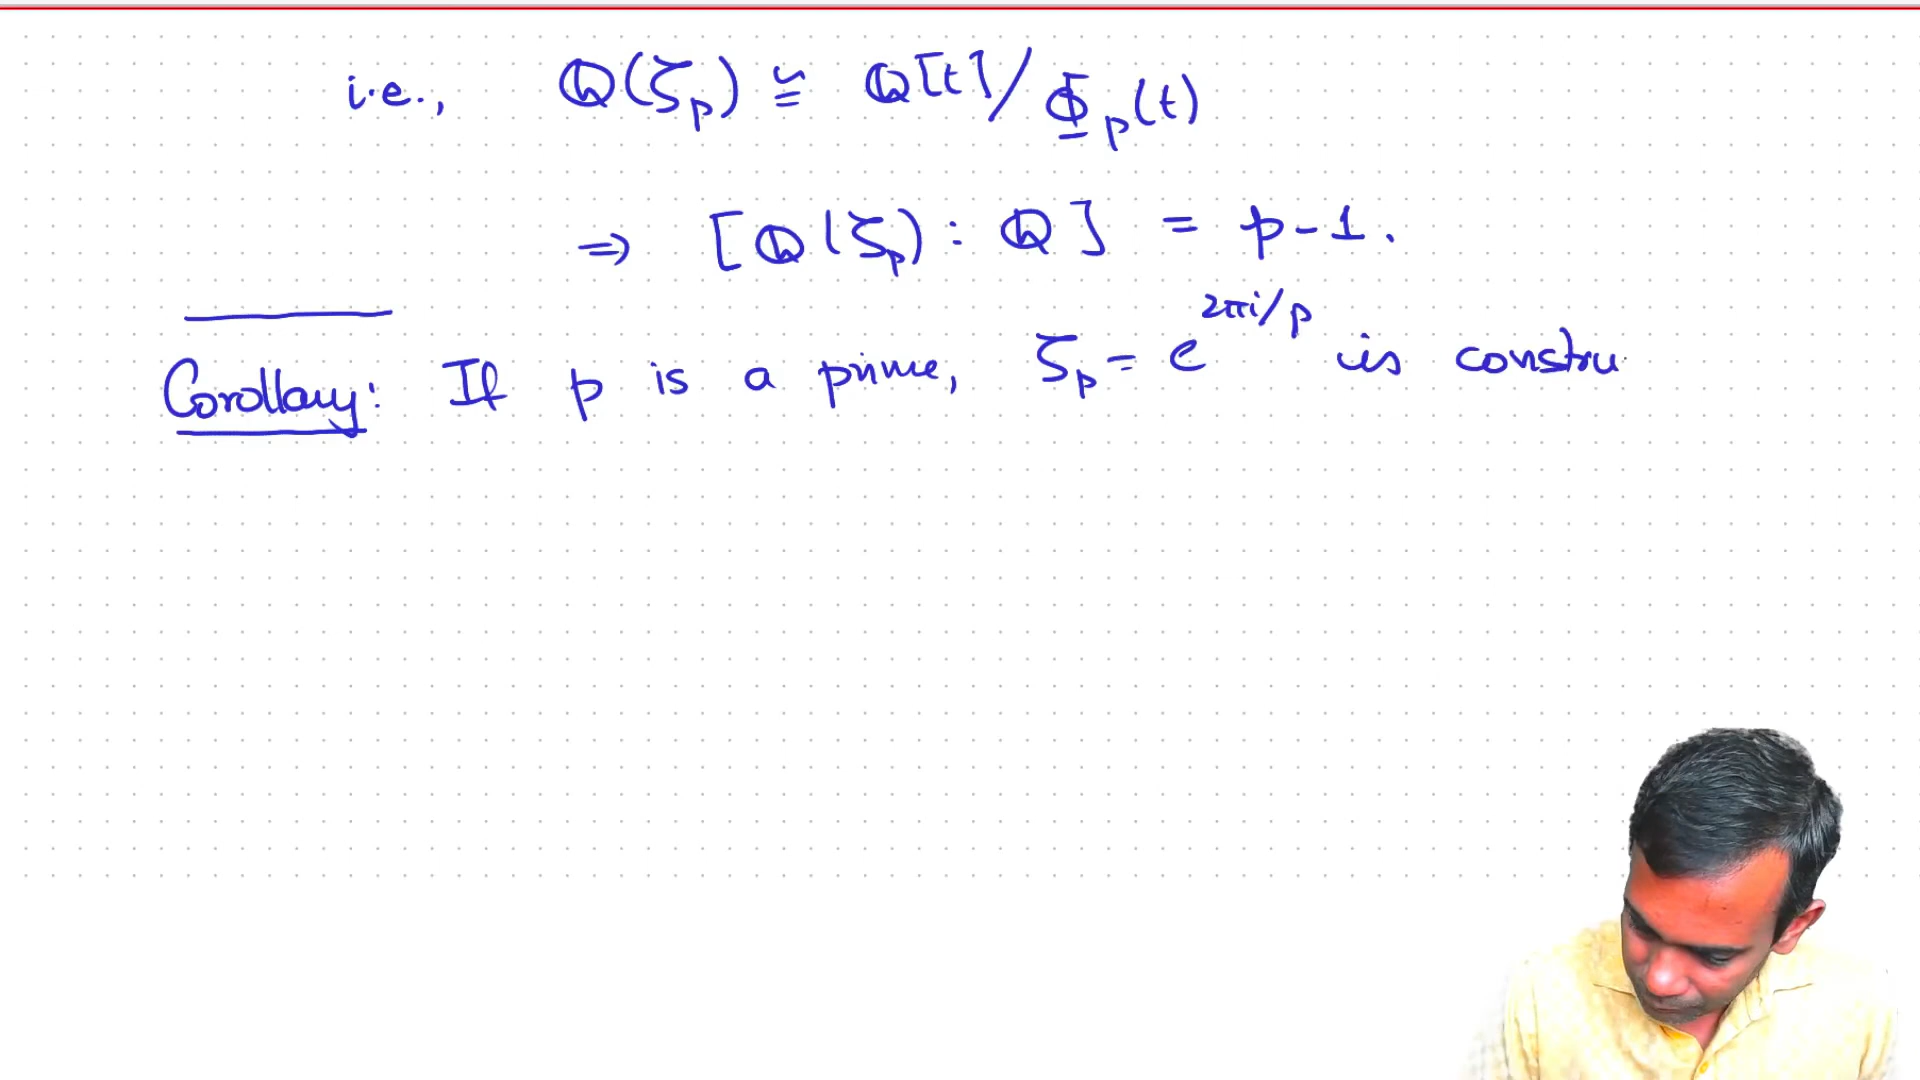 i.e., ℚ(ζ_p) ≅ ℚ[t]/Φ_p(t)
⇒ [ℚ(ζ_p) : ℚ] = p-1.
Corollary: If p is a prime, ζ_p = e^{2πi/p} is constru